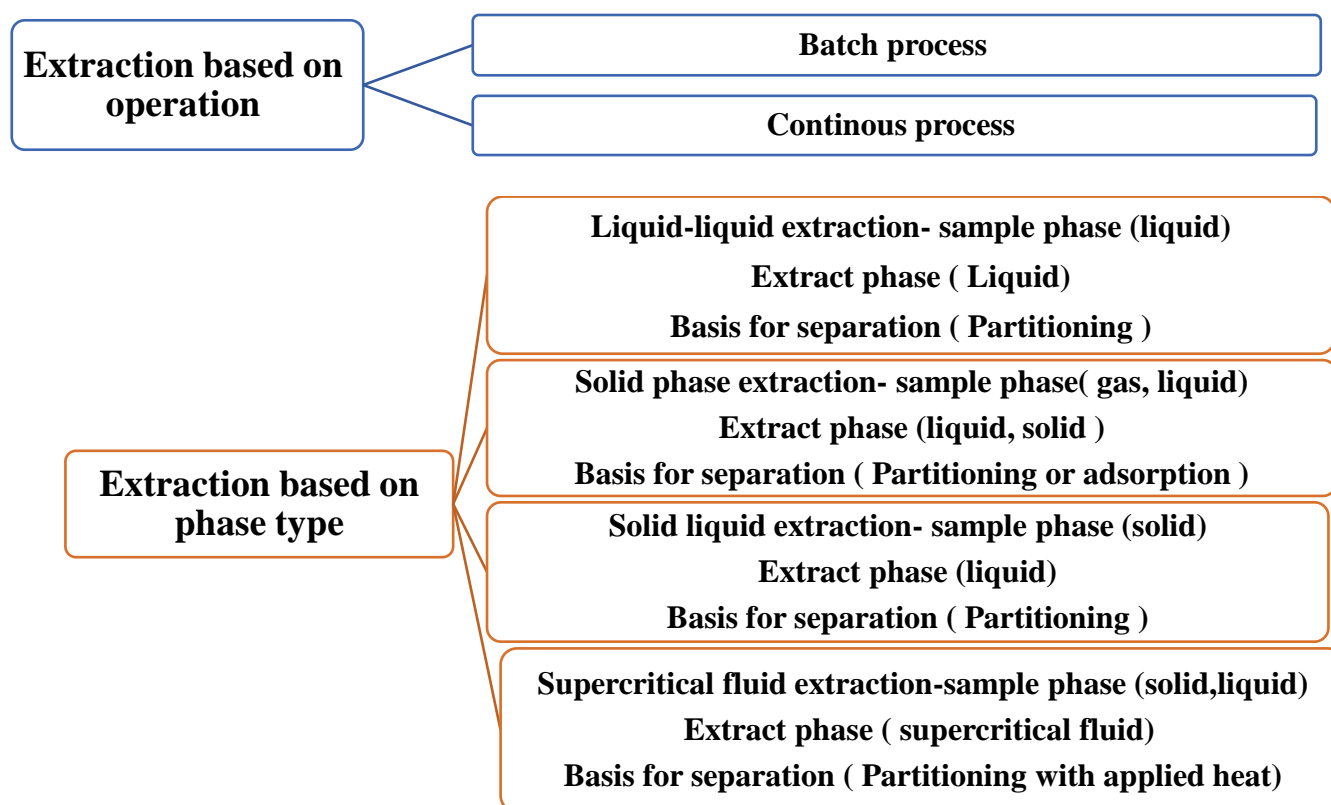 Extraction based on
operation
Batch process
Continous process
Extraction based on
phase type
Liquid-liquid extraction- sample phase (liquid)
Extract phase ( Liquid)
Basis for separation ( Partitioning )
Solid phase extraction- sample phase( gas, liquid)
Extract phase (liquid, solid )
Basis for separation ( Partitioning or adsorption )
Solid liquid extraction- sample phase (solid)
Extract phase (liquid)
Basis for separation ( Partitioning )
Supercritical fluid extraction-sample phase (solid,liquid)
Extract phase ( supercritical fluid)
Basis for separation ( Partitioning with applied heat)